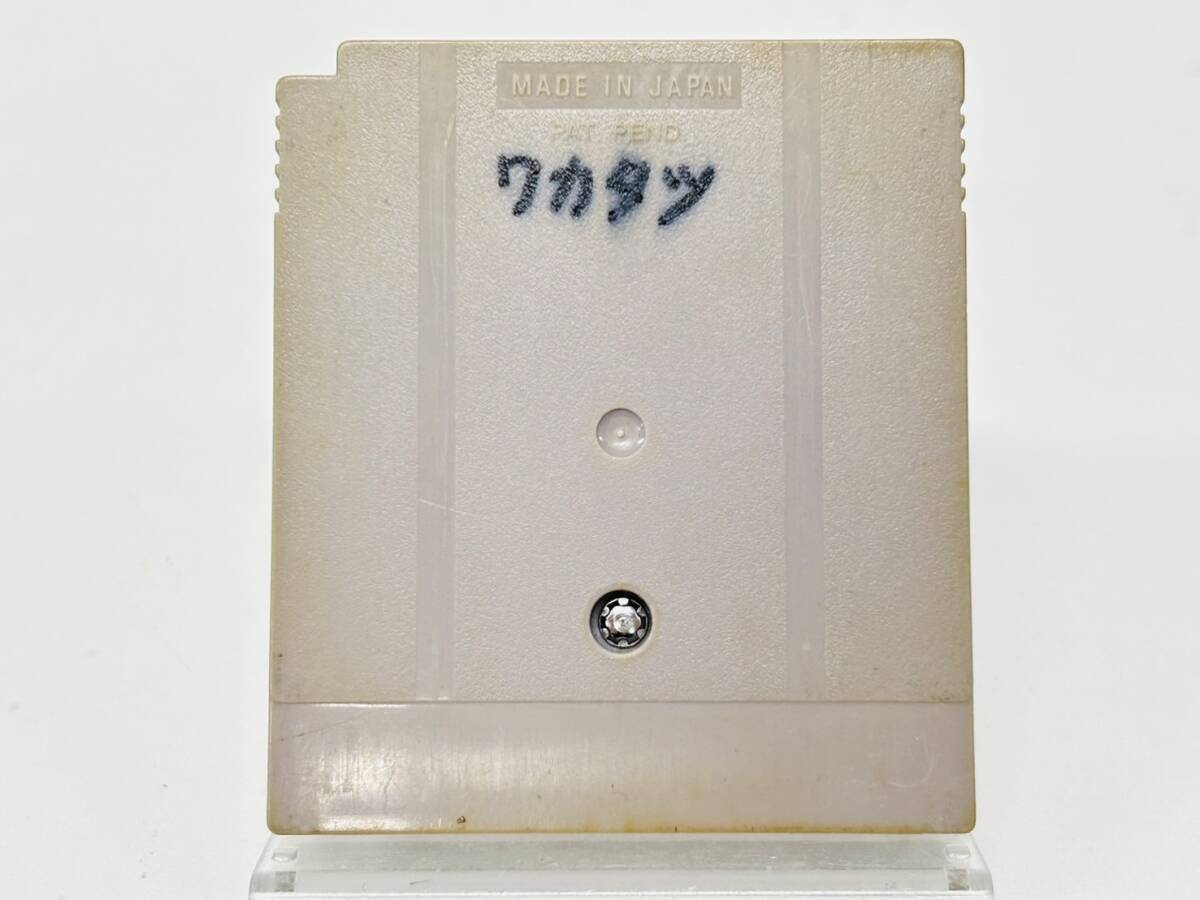 MADE IN JAPAN
PAT PEND
ワカタツ